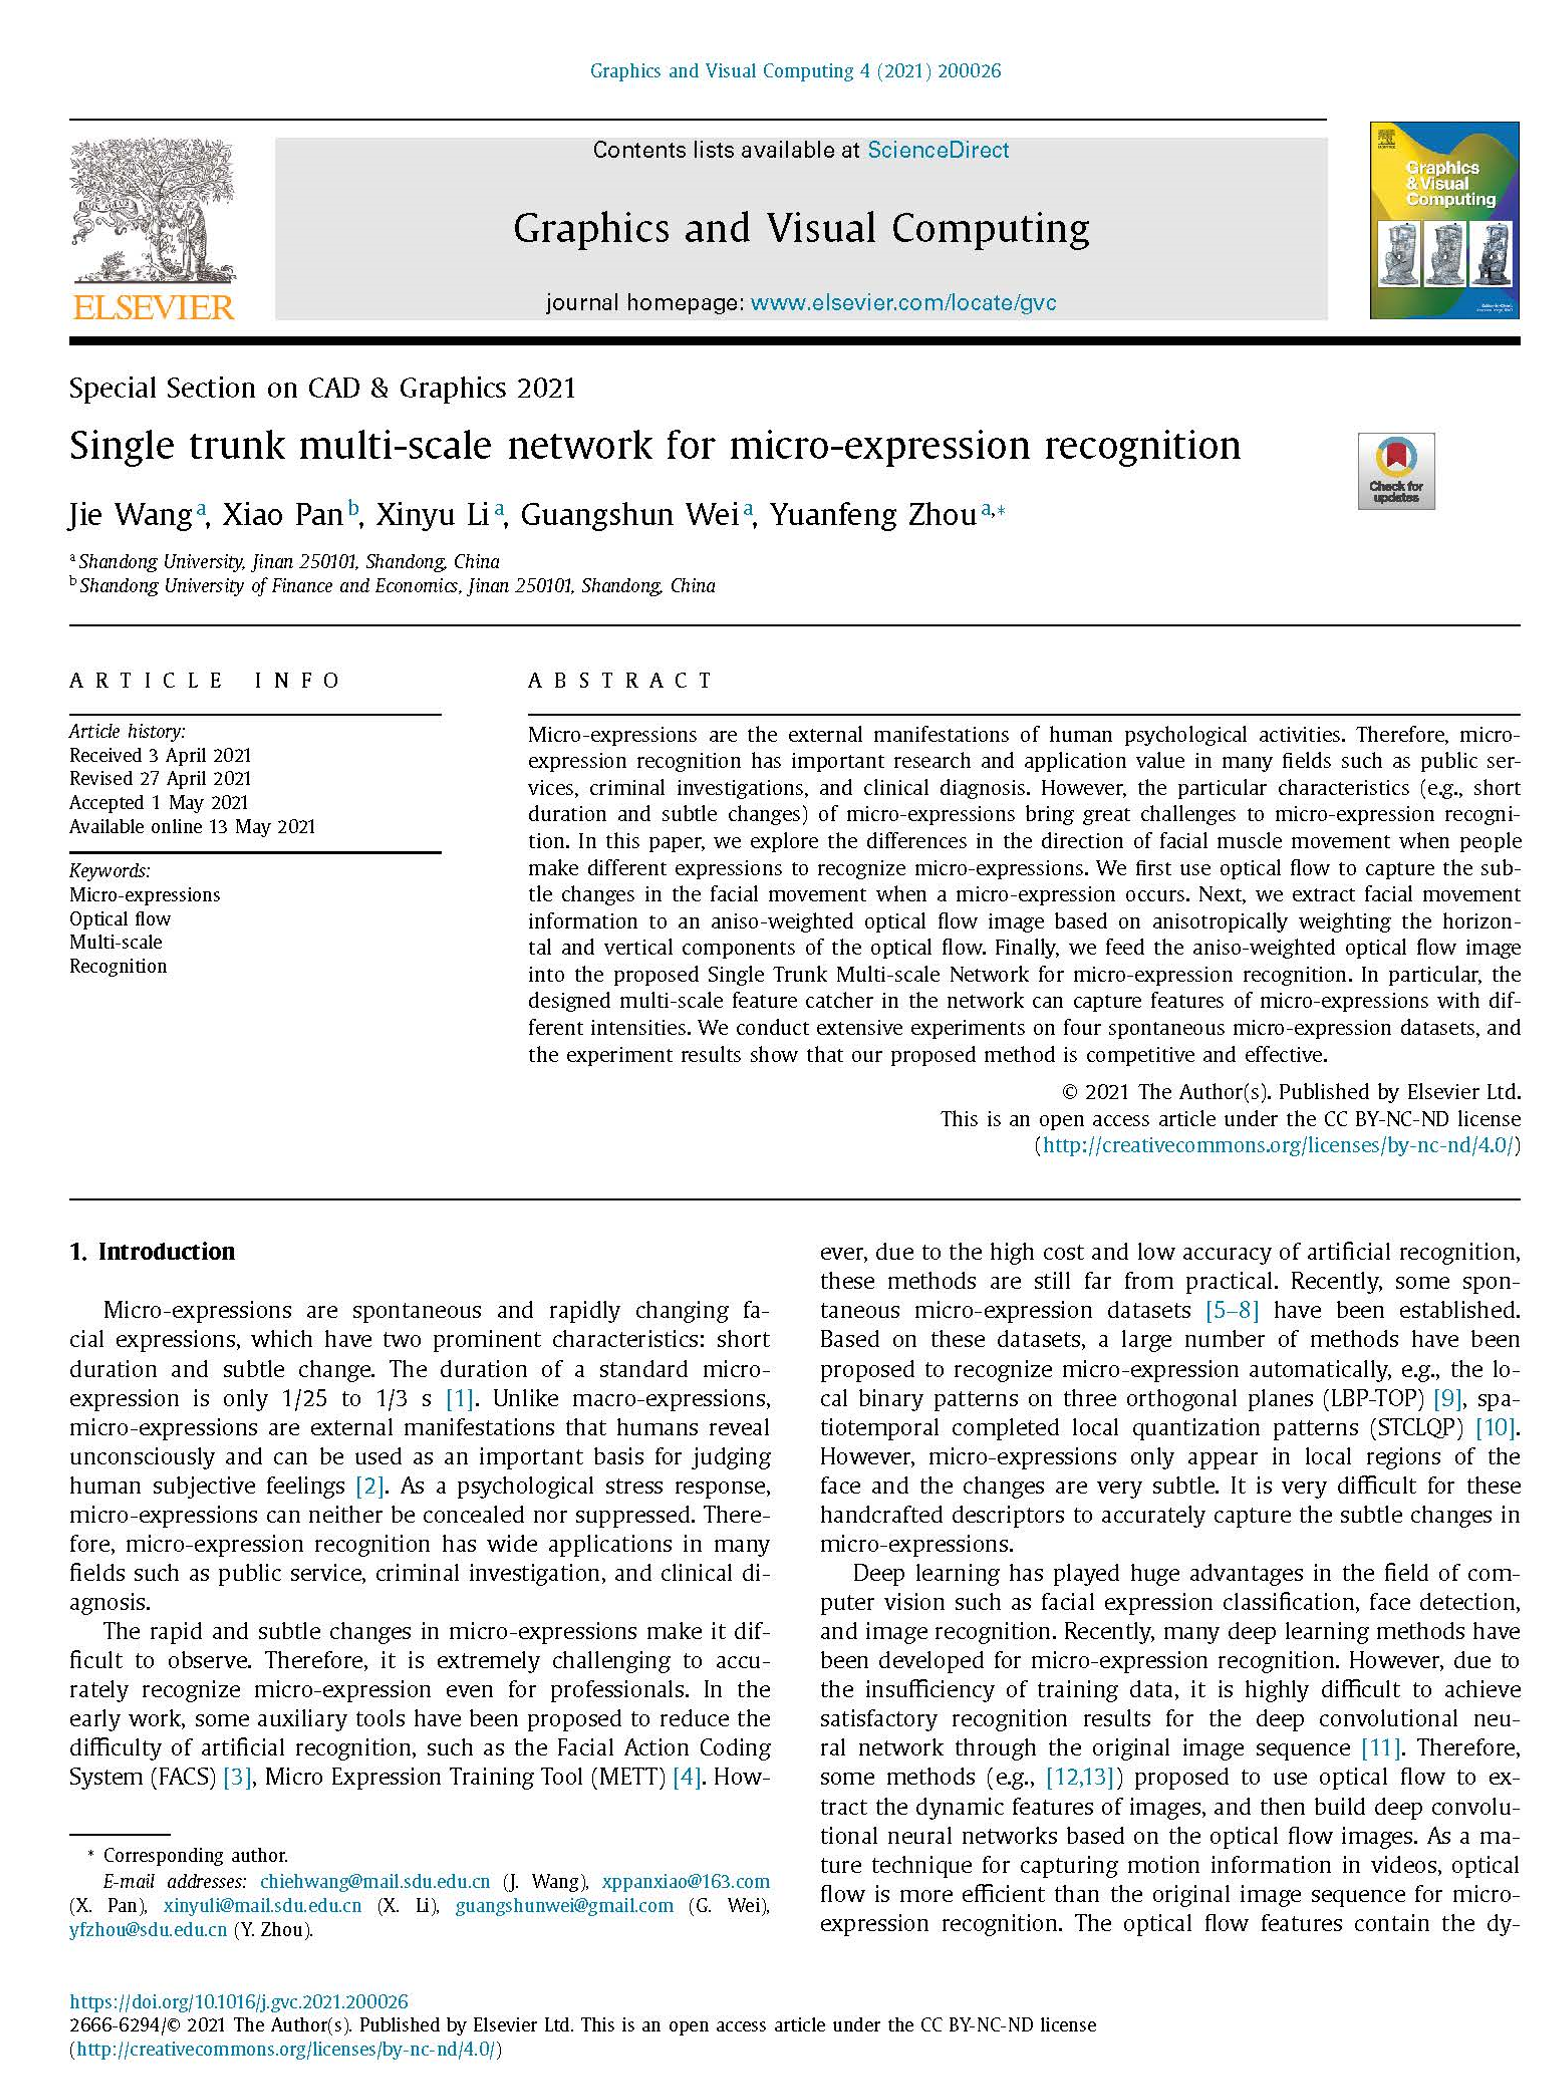 Graphics and Visual Computing 4 (2021) 200026
Contents lists available at ScienceDirect
Graphics and Visual Computing
journal homepage: www.elsevier.com/locate/gvc
ELSEVIER
Graphics
& Visual
Computing
Special Section on CAD & Graphics 2021
Single trunk multi-scale network for micro-expression recognition
Check for
updates
Jie Wang a, Xiao Pan b, Xinyu Li a, Guangshun Wei a, Yuanfeng Zhou a,*
a Shandong University, Jinan 250101, Shandong, China
b Shandong University of Finance and Economics, Jinan 250101, Shandong, China
ARTICLE INFO
Article history:
Received 3 April 2021
Revised 27 April 2021
Accepted 1 May 2021
Available online 13 May 2021
Keywords:
Micro-expressions
Optical flow
Multi-scale
Recognition
ABSTRACT
Micro-expressions are the external manifestations of human psychological activities. Therefore, micro-
expression recognition has important research and application value in many fields such as public ser-
vices, criminal investigations, and clinical diagnosis. However, the particular characteristics (e.g., short
duration and subtle changes) of micro-expressions bring great challenges to micro-expression recogni-
tion. In this paper, we explore the differences in the direction of facial muscle movement when people
make different expressions to recognize micro-expressions. We first use optical flow to capture the sub-
tle changes in the facial movement when a micro-expression occurs. Next, we extract facial movement
information to an aniso-weighted optical flow image based on anisotropically weighting the horizon-
tal and vertical components of the optical flow. Finally, we feed the aniso-weighted optical flow image
into the proposed Single Trunk Multi-scale Network for micro-expression recognition. In particular, the
designed multi-scale feature catcher in the network can capture features of micro-expressions with dif-
ferent intensities. We conduct extensive experiments on four spontaneous micro-expression datasets, and
the experiment results show that our proposed method is competitive and effective.
© 2021 The Author(s). Published by Elsevier Ltd.
This is an open access article under the CC BY-NC-ND license
(http://creativecommons.org/licenses/by-nc-nd/4.0/)
1. Introduction
Micro-expressions are spontaneous and rapidly changing fa-
cial expressions, which have two prominent characteristics: short
duration and subtle change. The duration of a standard micro-
expression is only 1/25 to 1/3 s [1]. Unlike macro-expressions,
micro-expressions are external manifestations that humans reveal
unconsciously and can be used as an important basis for judging
human subjective feelings [2]. As a psychological stress response,
micro-expressions can neither be concealed nor suppressed. There-
fore, micro-expression recognition has wide applications in many
fields such as public service, criminal investigation, and clinical di-
agnosis.
The rapid and subtle changes in micro-expressions make it dif-
ficult to observe. Therefore, it is extremely challenging to accu-
rately recognize micro-expression even for professionals. In the
early work, some auxiliary tools have been proposed to reduce the
difficulty of artificial recognition, such as the Facial Action Coding
System (FACS) [3], Micro Expression Training Tool (METT) [4]. How-
ever, due to the high cost and low accuracy of artificial recognition,
these methods are still far from practical. Recently, some spon-
taneous micro-expression datasets [5–8] have been established.
Based on these datasets, a large number of methods have been
proposed to recognize micro-expression automatically, e.g., the lo-
cal binary patterns on three orthogonal planes (LBP-TOP) [9], spa-
tiotemporal completed local quantization patterns (STCLQP) [10].
However, micro-expressions only appear in local regions of the
face and the changes are very subtle. It is very difficult for these
handcrafted descriptors to accurately capture the subtle changes in
micro-expressions.
Deep learning has played huge advantages in the field of com-
puter vision such as facial expression classification, face detection,
and image recognition. Recently, many deep learning methods have
been developed for micro-expression recognition. However, due to
the insufficiency of training data, it is highly difficult to achieve
satisfactory recognition results for the deep convolutional neu-
ral network through the original image sequence [11]. Therefore,
some methods (e.g., [12,13]) proposed to use optical flow to ex-
tract the dynamic features of images, and then build deep convolu-
tional neural networks based on the optical flow images. As a ma-
ture technique for capturing motion information in videos, optical
flow is more efficient than the original image sequence for micro-
expression recognition. The optical flow features contain the dy-
* Corresponding author.
E-mail addresses: chiehwang@mail.sdu.edu.cn (J. Wang), xppanxiao@163.com
(X. Pan), xinyuli@mail.sdu.edu.cn (X. Li), guangshunwei@gmail.com (G. Wei),
yfzhou@sdu.edu.cn (Y. Zhou).
https://doi.org/10.1016/j.gvc.2021.200026
2666-6294/© 2021 The Author(s). Published by Elsevier Ltd. This is an open access article under the CC BY-NC-ND license
(http://creativecommons.org/licenses/by-nc-nd/4.0/)